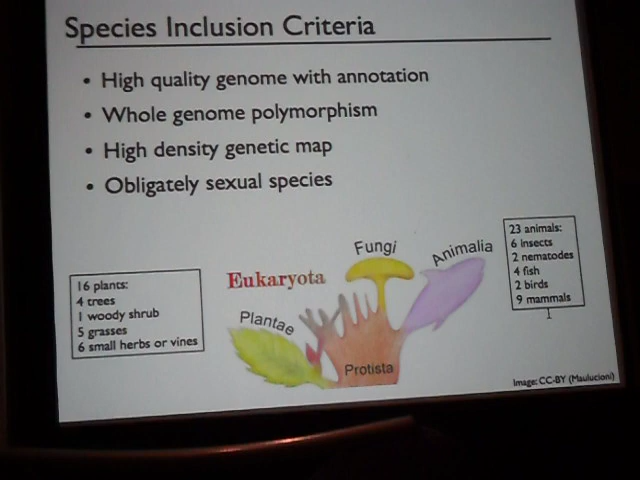 Species Inclusion Criteria
• High quality genome with annotation
• Whole genome polymorphism
• High density genetic map
• Obligately sexual species
16 plants:
4 trees
1 woody shrub
5 grasses
6 small herbs or vines
Eukaryota
Plantae
Fungi
Animalia
Protista
23 animals:
6 insects
2 nematodes
4 fish
2 birds
9 mammals
Image: CC-BY (Maulucioni)